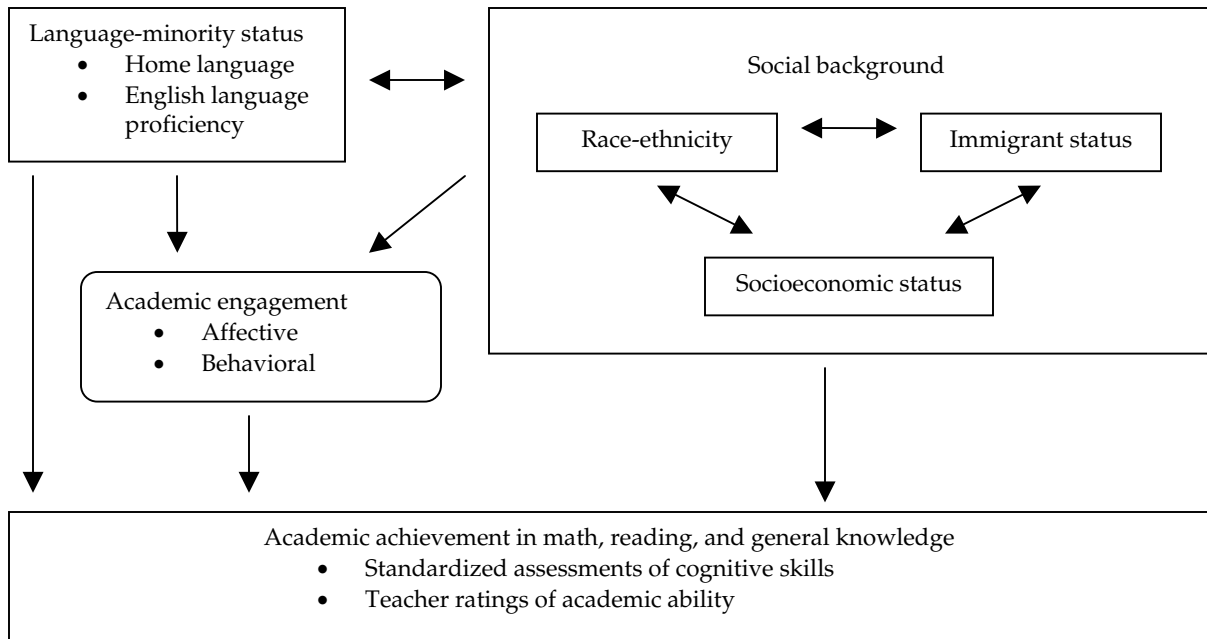 Language-minority status
• Home language
• English language
proficiency
Social background
Race-ethnicity
Immigrant status
Socioeconomic status
Academic engagement
• Affective
• Behavioral
Academic achievement in math, reading, and general knowledge
• Standardized assessments of cognitive skills
• Teacher ratings of academic ability